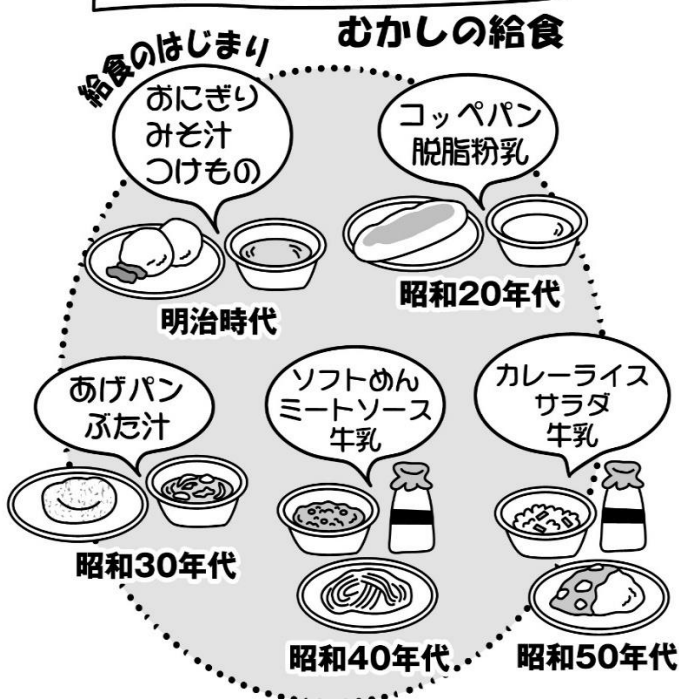 むかしの給食
給食のはじまり
おにぎり
みそ汁
つけもの
明治時代
コッペパン
脱脂粉乳
昭和20年代
あげパン
ぶた汁
昭和30年代
ソフトめん
ミートソース
牛乳
昭和40年代
カレーライス
サラダ
牛乳
昭和50年代